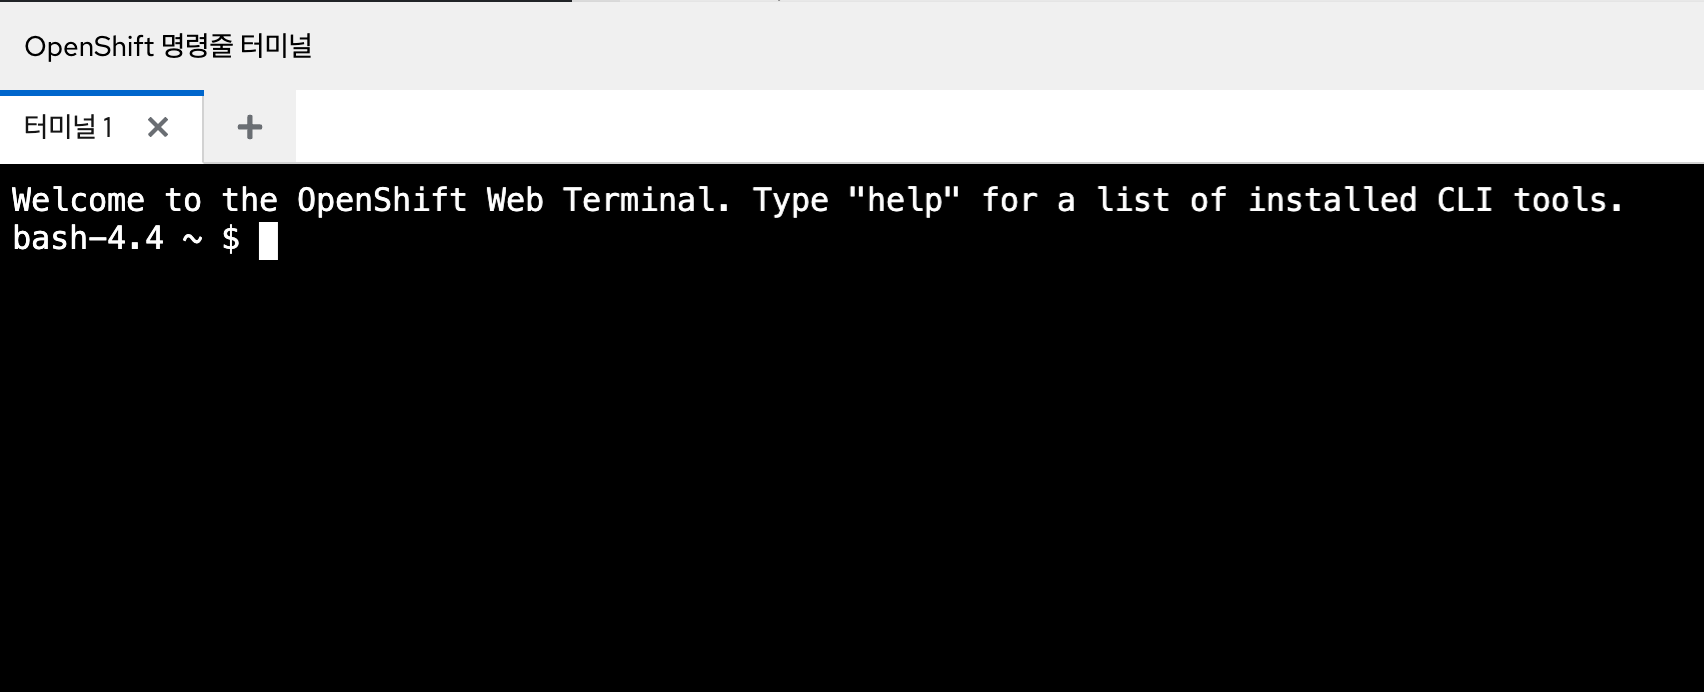 OpenShift 명령줄 터미널
터미널 1
Welcome to the OpenShift Web Terminal. Type "help" for a list of installed CLI tools.
bash-4.4 ~ $